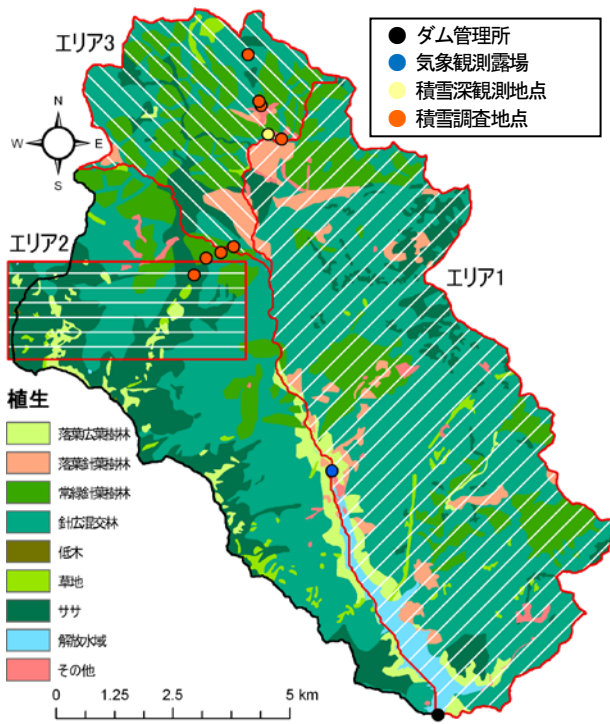 エリア3
ダム管理所
気象観測露場
積雪深観測地点
積雪調査地点
N
W E
S
エリア2
エリア1
植生
落葉広葉樹林
落葉針葉樹林
常緑針葉樹林
針広混交林
低木
草地
ササ
解放水域
その他
0 1.25 2.5 5 km